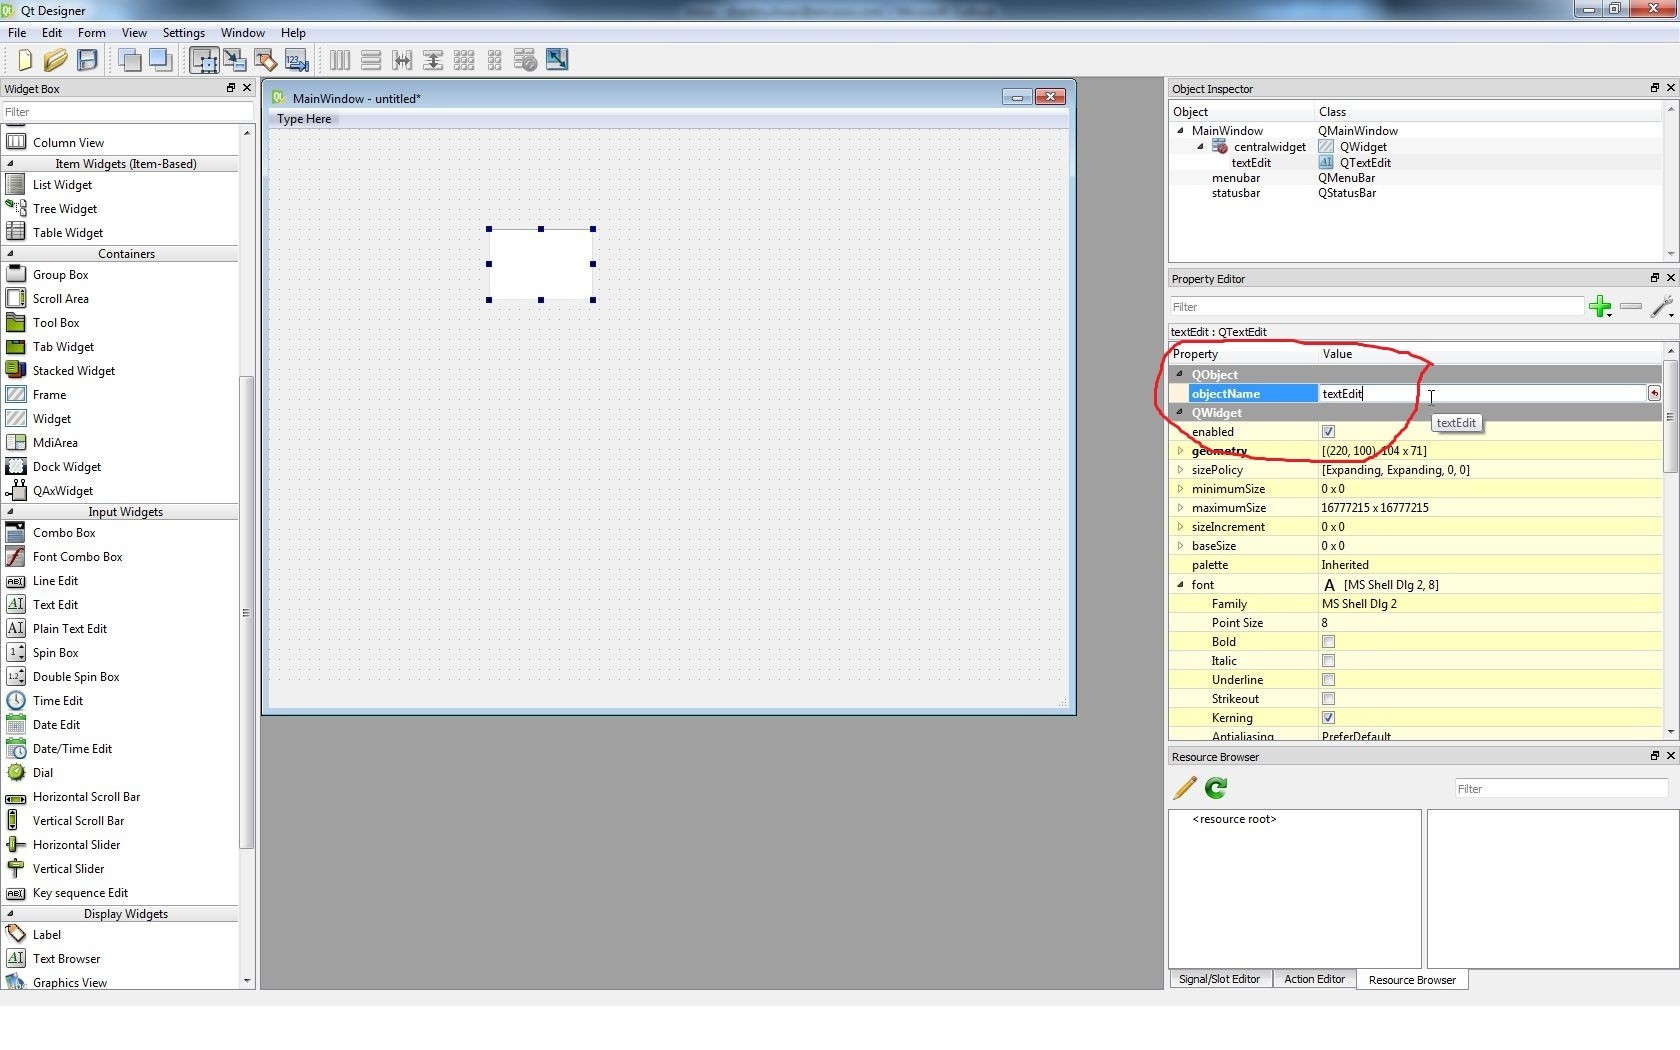 Qt Designer
File Edit Form View Settings Window Help
Widget Box
Filter
Column View
Item Widgets (Item-Based)
List Widget
Tree Widget
Table Widget
Containers
Group Box
Scroll Area
Tool Box
Tab Widget
Stacked Widget
Frame
Widget
MdiArea
Dock Widget
QAxWidget
Input Widgets
Combo Box
Font Combo Box
Line Edit
Text Edit
Plain Text Edit
Spin Box
Double Spin Box
Time Edit
Date Edit
Date/Time Edit
Dial
Horizontal Scroll Bar
Vertical Scroll Bar
Horizontal Slider
Vertical Slider
Key sequence Edit
Display Widgets
Label
Text Browser
Graphics View
MainWindow - untitled*
Type Here
Object Inspector
Object Class
MainWindow QMainWindow
centralwidget QWidget
textEdit QTextEdit
menubar QMenuBar
statusbar QStatusBar
Property Editor
Filter
textEdit : QTextEdit
Property Value
QObject
objectName textEdit
QWidget
textEdit
enabled
geometry [(220, 100), 104 x 71]
sizePolicy [Expanding, Expanding, 0, 0]
minimumSize 0 x 0
maximumSize 16777215 x 16777215
sizeIncrement 0 x 0
baseSize 0 x 0
palette Inherited
font A [MS Shell Dlg 2, 8]
Family MS Shell Dlg 2
Point Size 8
Bold
Italic
Underline
Strikeout
Kerning
Antialiasing PreferDefault
Resource Browser
Filter
<resource root>
Signal/Slot Editor Action Editor Resource Browser